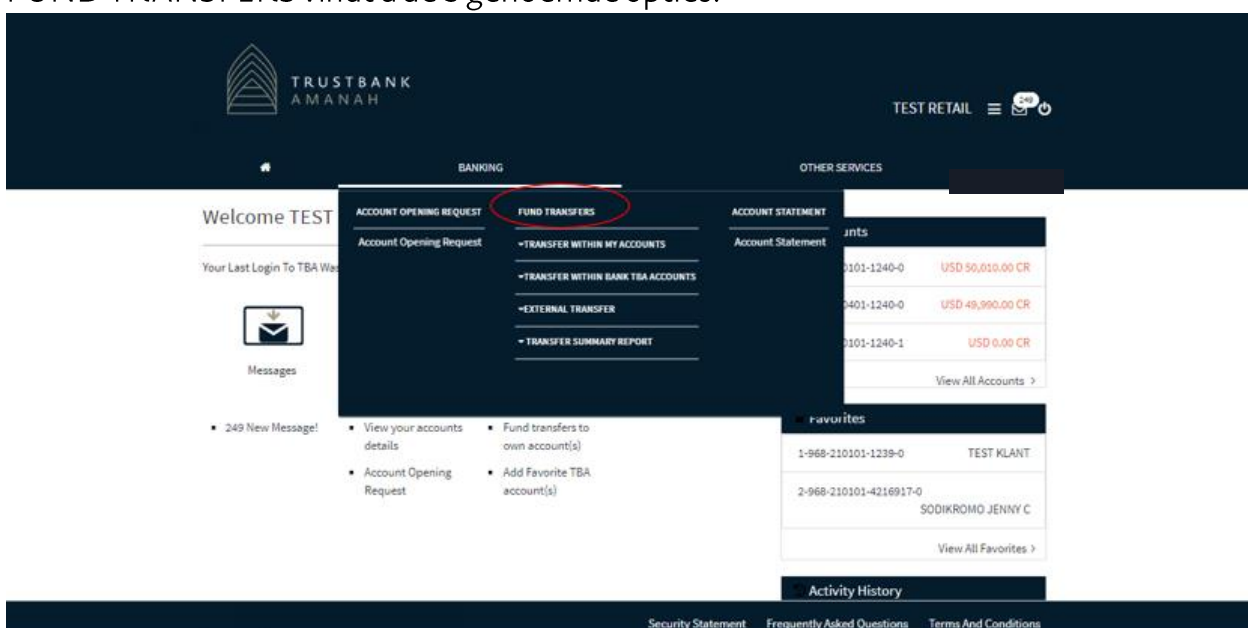 TRUSTBANK
AMANAH
TEST RETAIL
249
BANKING
OTHER SERVICES
Welcome TEST
Your Last Login To TBA Was
Messages
249 New Message!
ACCOUNT OPENING REQUEST
Account Opening Request
FUND TRANSFERS
TRANSFER WITHIN MY ACCOUNTS
TRANSFER WITHIN BANK TBA ACCOUNTS
EXTERNAL TRANSFER
TRANSFER SUMMARY REPORT
ACCOUNT STATEMENT
Account Statement
View your accounts
details
Account Opening
Request
Fund transfers to
own account(s)
Add Favorite TBA
account(s)
unts
0101-1240-0 USD 50,010.00 CR
0401-1240-0 USD 49,990.00 CR
0101-1240-1 USD 0.00 CR
View All Accounts >
Favorites
1-968-210101-1239-0 TEST KLANT
2-968-210101-4216917-0
SODIKROMO JENNY C
View All Favorites >
Activity History
Security Statement Frequently Asked Questions Terms And Conditions